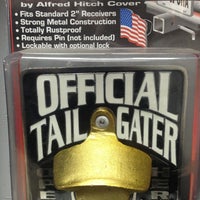 by Alfred Hitch Cover
• Fits Standard 2" Receivers
• Strong Metal Construction
• Totally Rustproof
• Requires Pin (not included)
• Lockable with optional lock
OFFICIAL
TAIL GATER